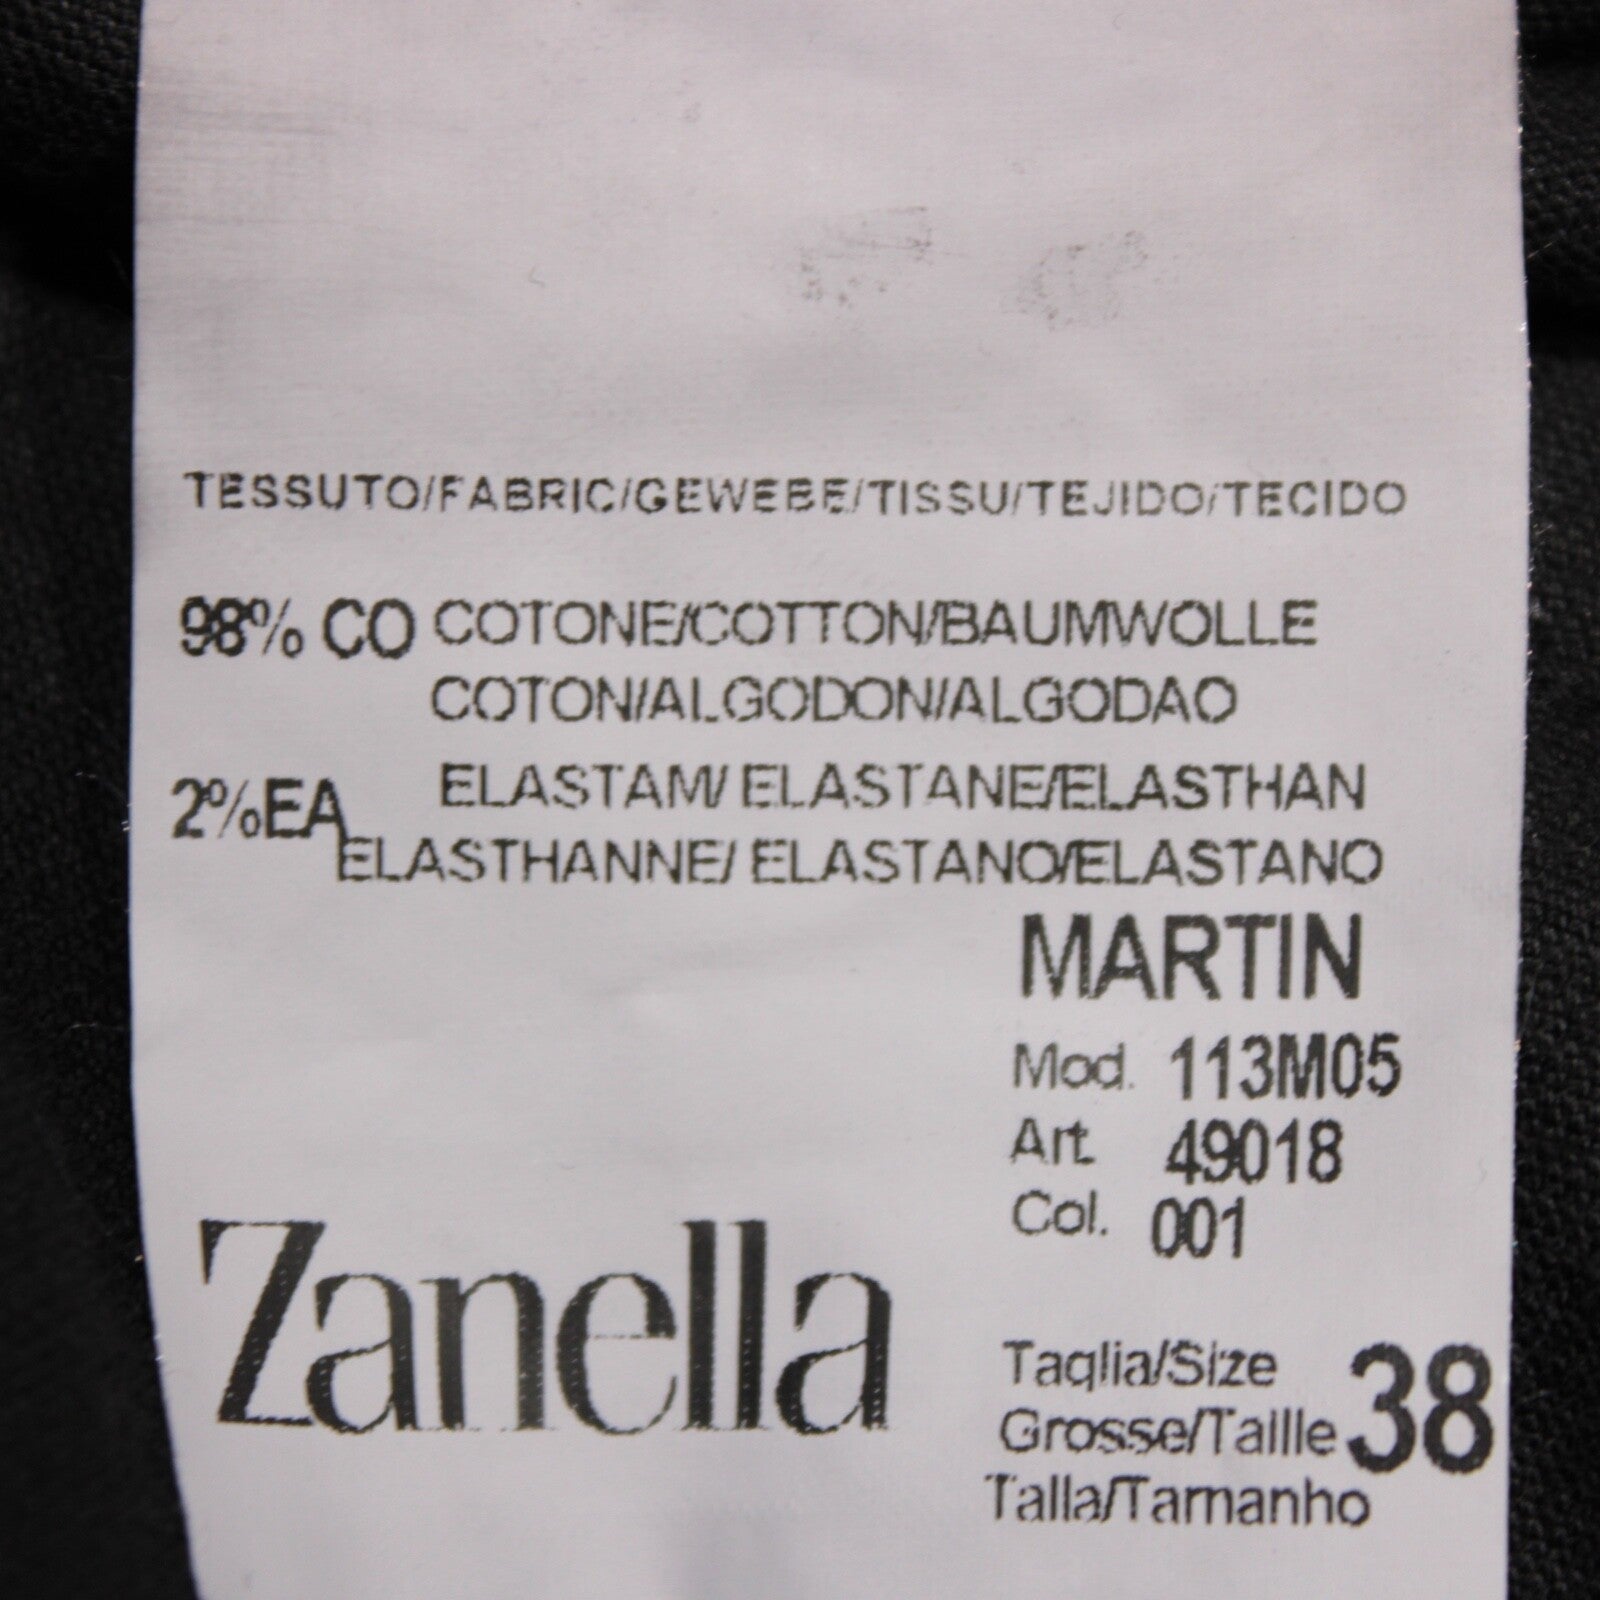 TESSUTO/FABRIC/GEWEBE/TISSU/TEJIDO/TECIDO
98% CO COTONE/COTTON/BAUMWOLLE
COTON/ALGODON/ALGODAO
2%EA ELASTAM/ ELASTANE/ELASTHAN
ELASTHANNE/ ELASTANO/ELASTANO
MARTIN
Mod. 113M05
Art. 49018
Col. 001
Zanella
Taglia/Size
Grosse/Taille 38
Talla/Tamanho